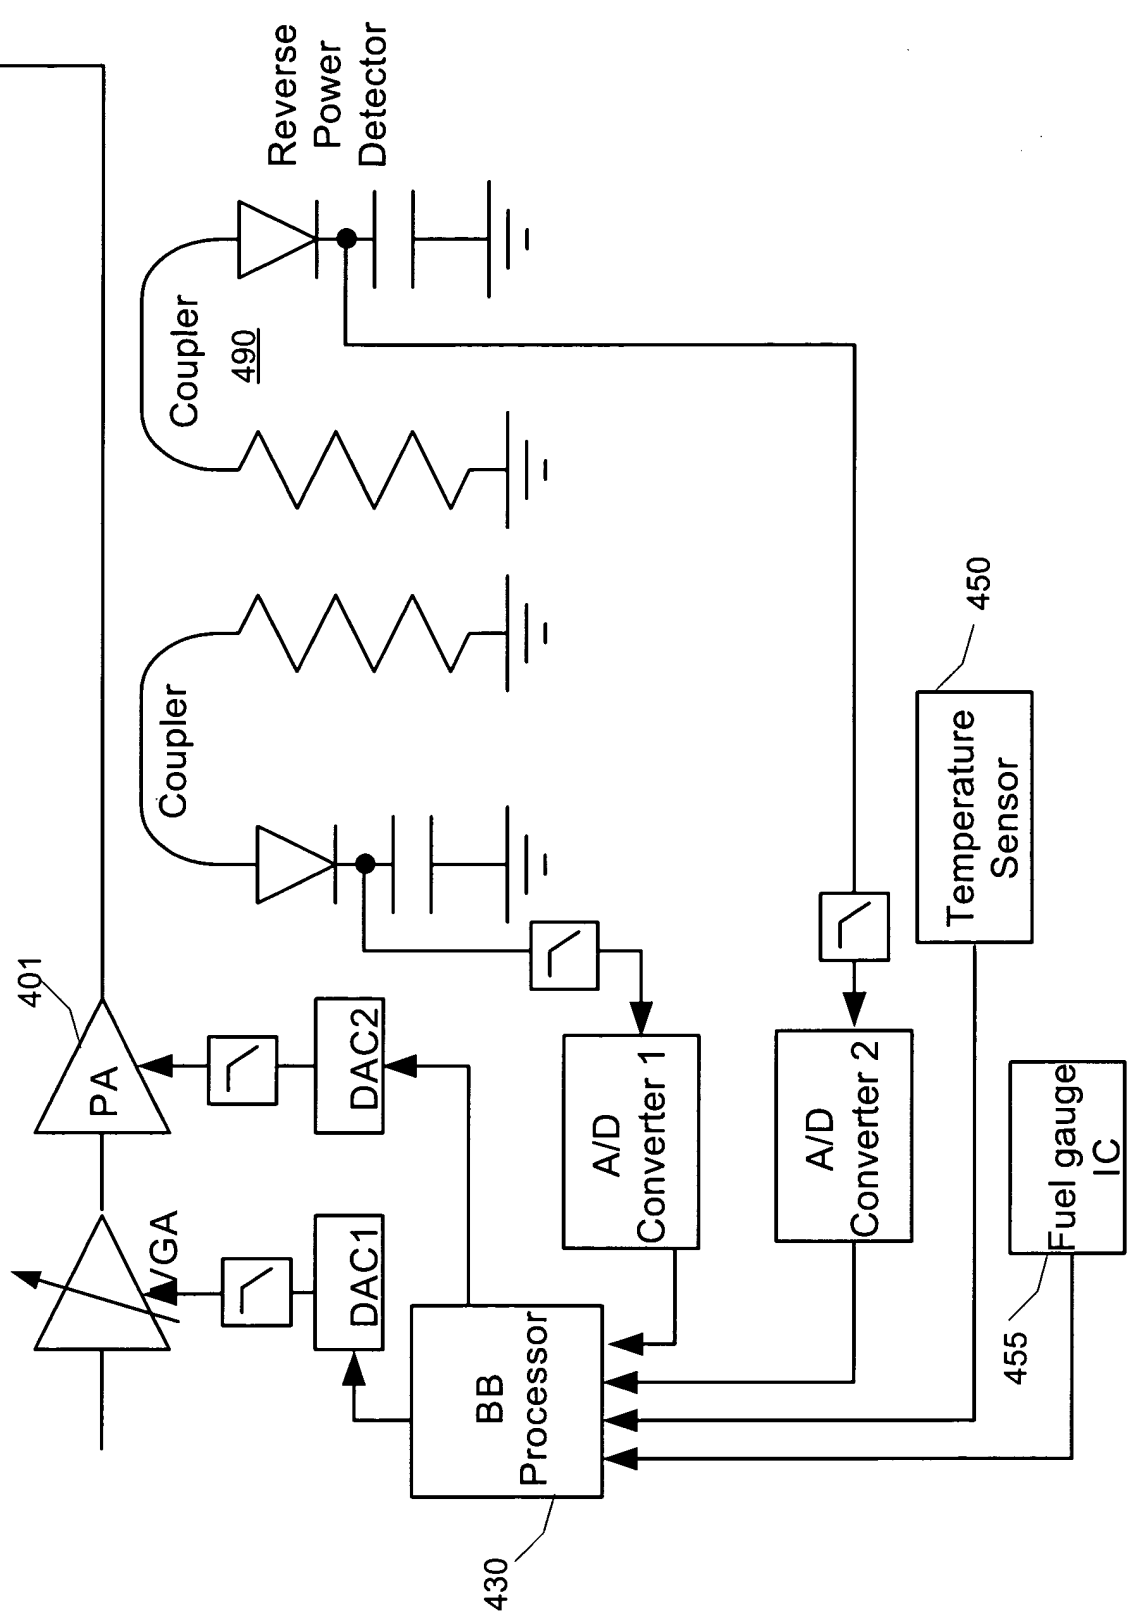 401
PA
VGA
DAC1
DAC2
BB
Processor
430
Coupler
Coupler
490
Reverse
Power
Detector
A/D
Converter 1
A/D
Converter 2
Temperature
Sensor
450
Fuel gauge
IC
455